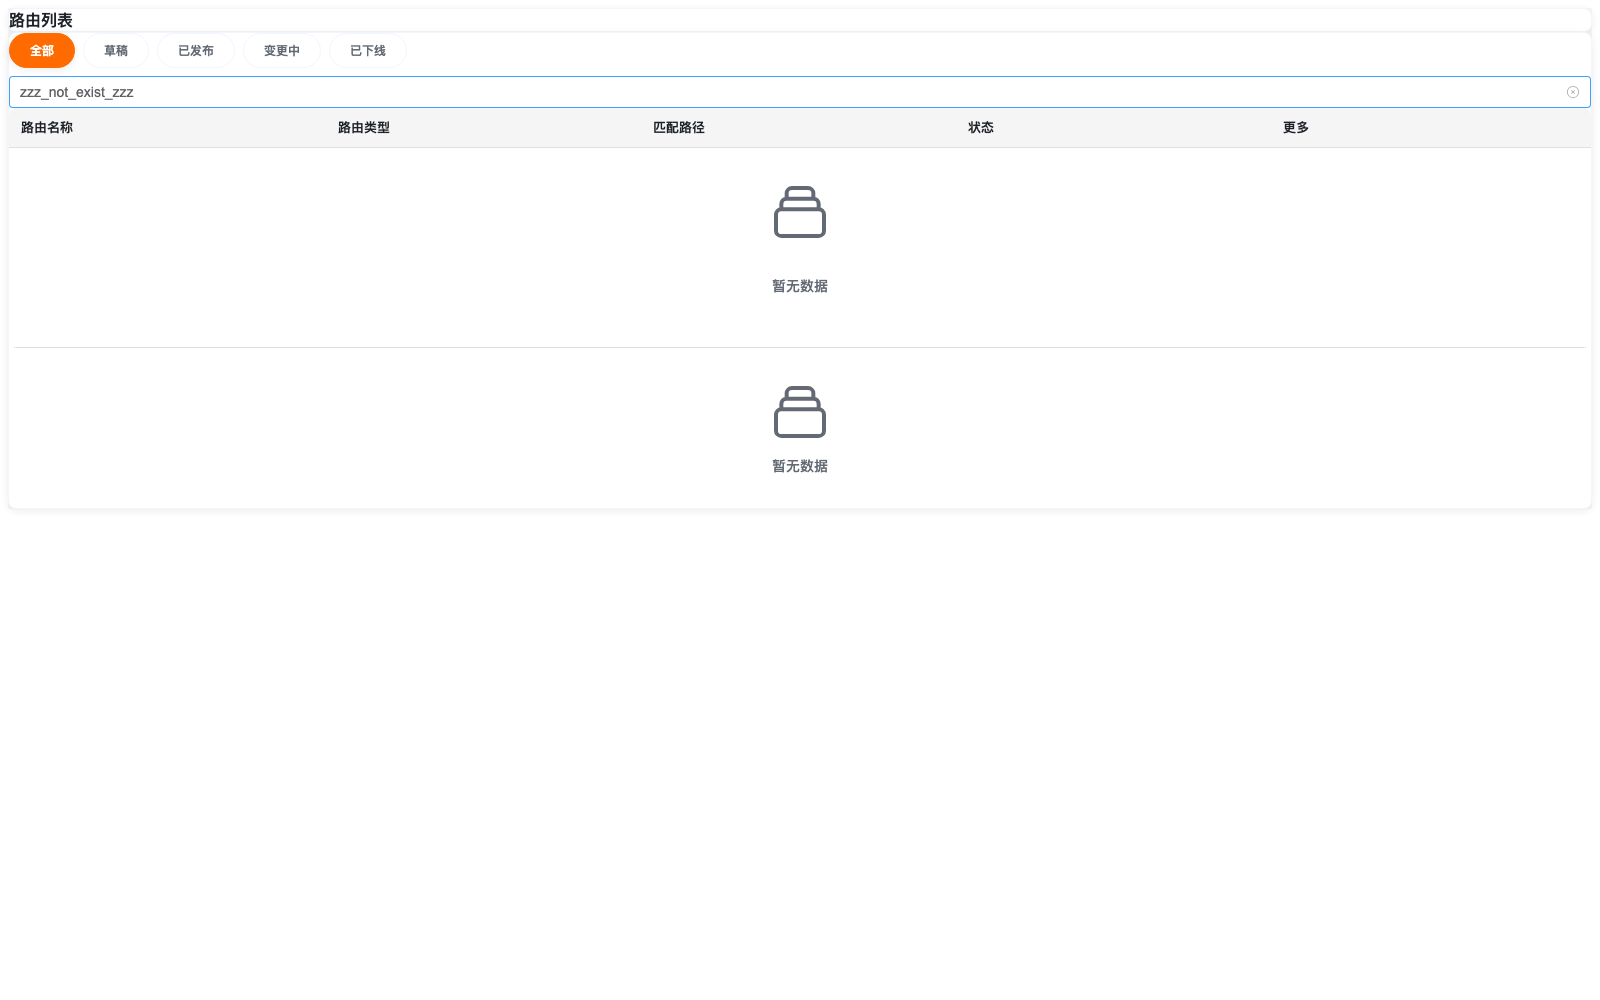 路由列表
全部 草稿 已发布 变更中 已下线
zzz_not_exist_zzz
路由名称 路由类型 匹配路径 状态 更多
暂无数据
暂无数据